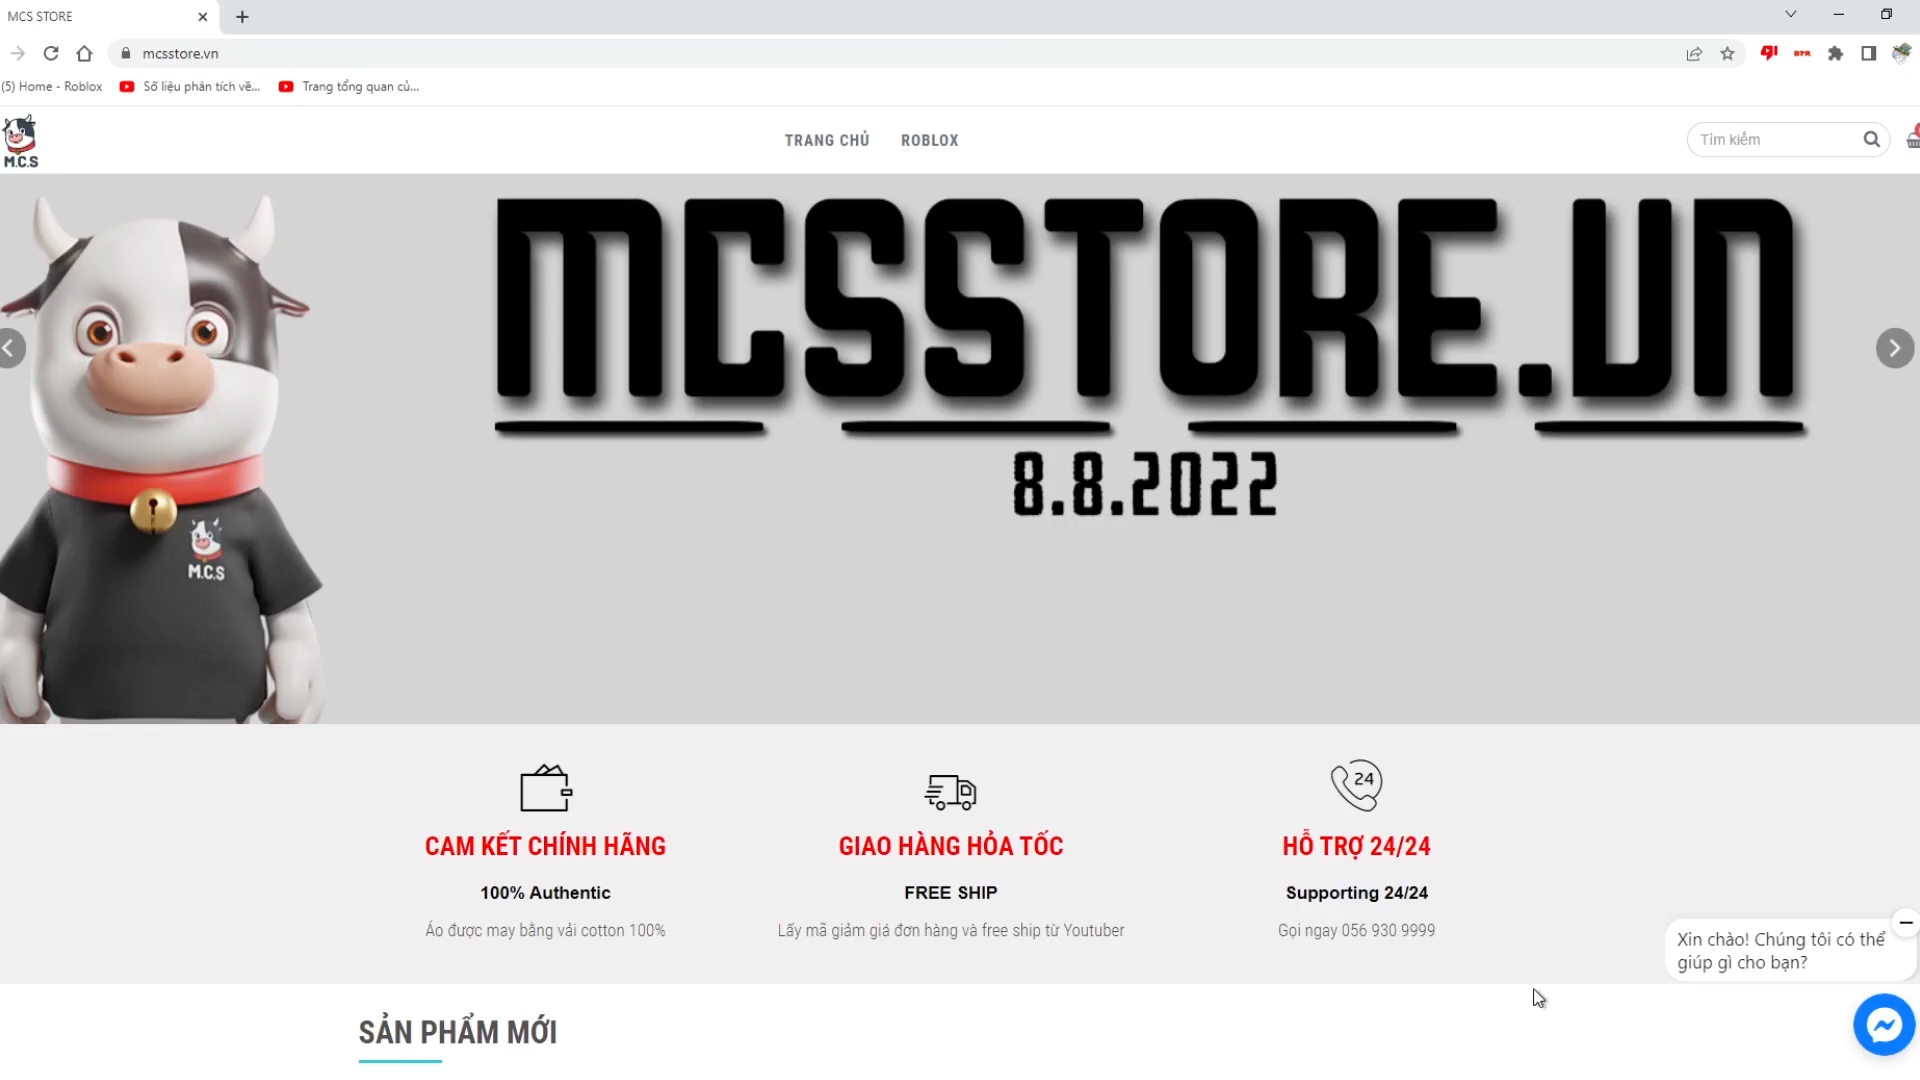 MCS STORE
mcsstore.vn
(5) Home - Roblox
Số liệu phân tích về...
Trang tổng quan củ...
M.C.S
TRANG CHỦ
ROBLOX
Tìm kiếm
MCSSTORE.VN
8.8.2022
M.C.S
24
CAM KẾT CHÍNH HÃNG
GIAO HÀNG HỎA TỐC
HỖ TRỢ 24/24
100% Authentic
FREE SHIP
Supporting 24/24
Áo được may bằng vải cotton 100%
Lấy mã giảm giá đơn hàng và free ship từ Youtuber
Gọi ngay 056 930 9999
Xin chào! Chúng tôi có thể
giúp gì cho bạn?
SẢN PHẨM MỚI